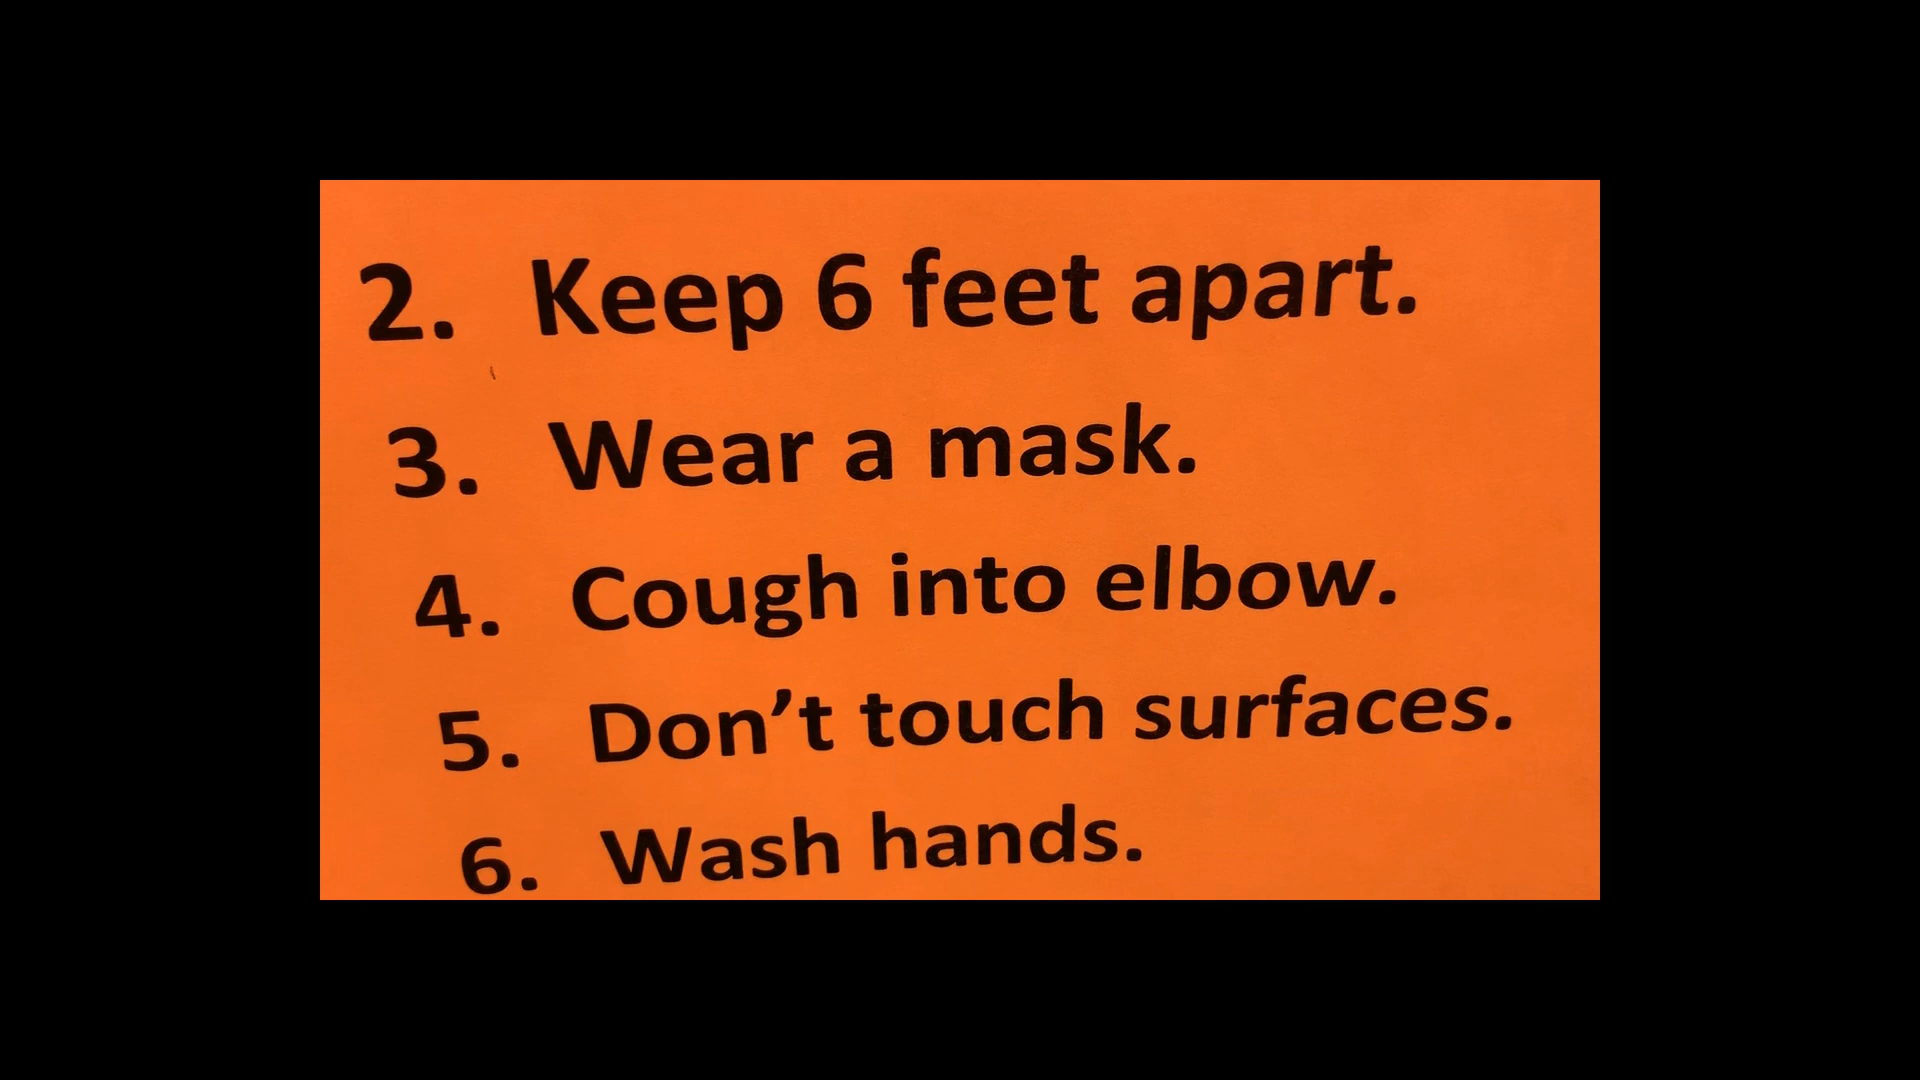 2. Keep 6 feet apart.
3. Wear a mask.
4. Cough into elbow.
5. Don’t touch surfaces.
6. Wash hands.